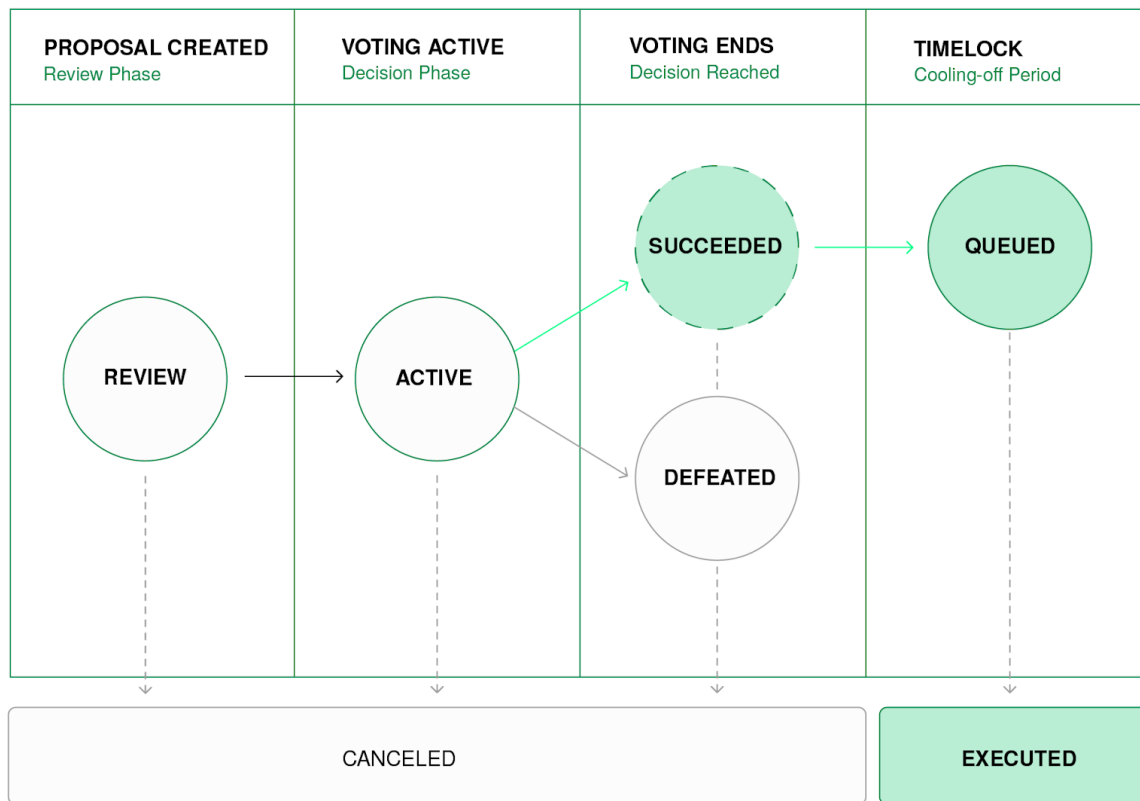 PROPOSAL CREATED
Review Phase
VOTING ACTIVE
Decision Phase
VOTING ENDS
Decision Reached
TIMELOCK
Cooling-off Period
REVIEW
ACTIVE
SUCCEEDED
DEFEATED
QUEUED
CANCELED
EXECUTED